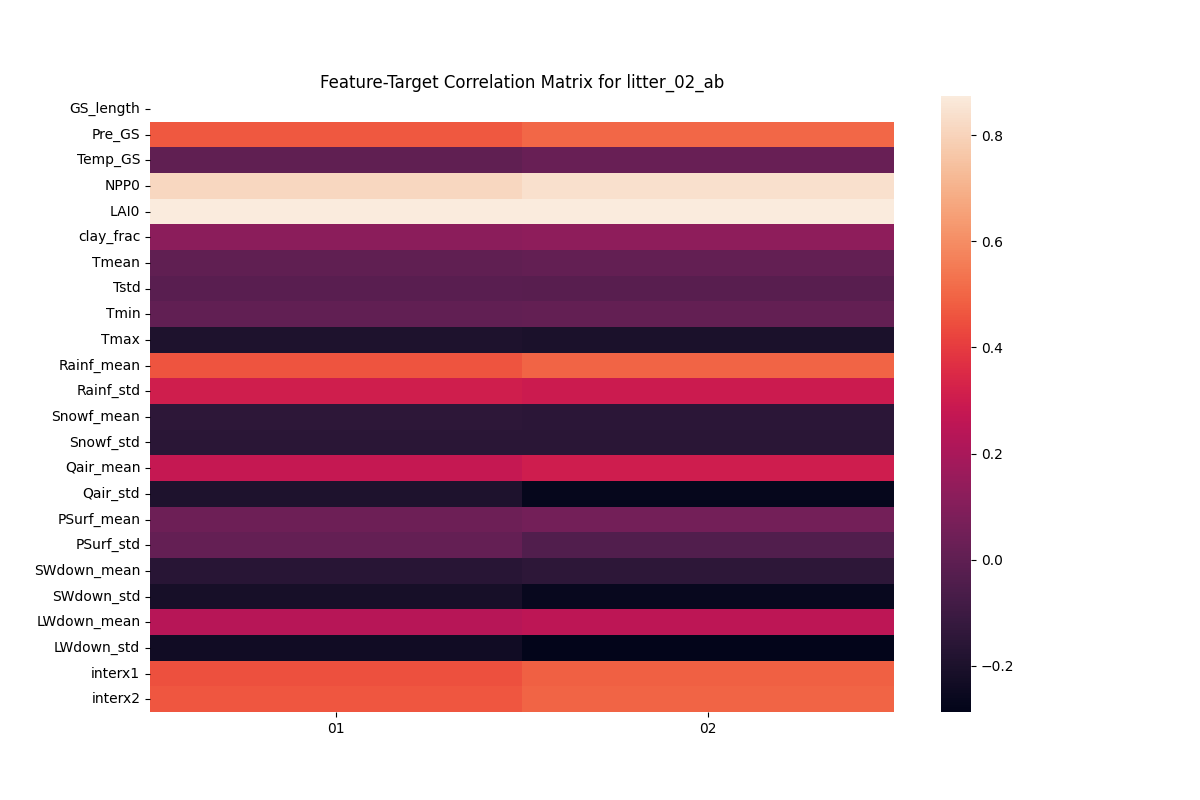 Feature-Target Correlation Matrix for litter_02_ab
GS_length
Pre_GS
Temp_GS
NPP0
LAI0
clay_frac
Tmean
Tstd
Tmin
Tmax
Rainf_mean
Rainf_std
Snowf_mean
Snowf_std
Qair_mean
Qair_std
PSurf_mean
PSurf_std
SWdown_mean
SWdown_std
LWdown_mean
LWdown_std
interx1
interx2
01
02
0.8
0.6
0.4
0.2
0.0
−0.2